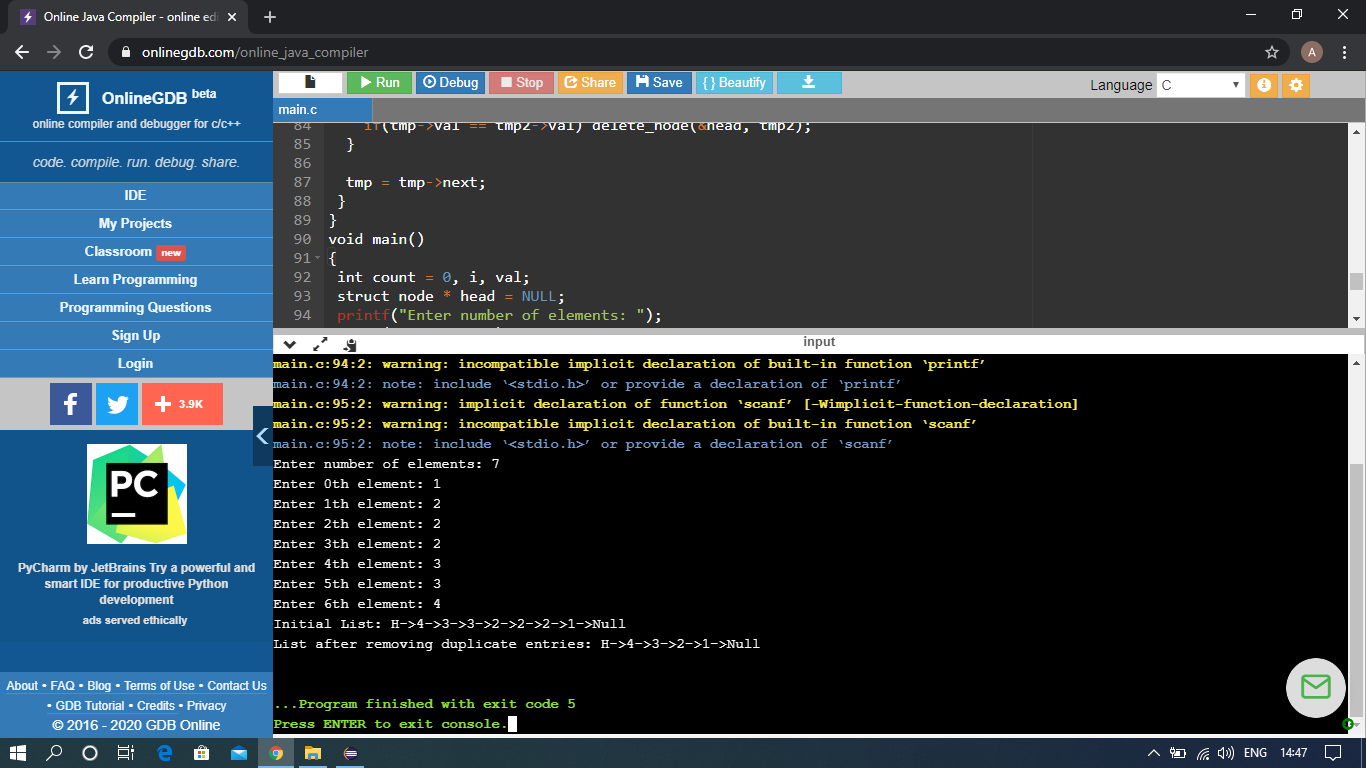 Online Java Compiler - online edi
onlinegdb.com/online_java_compiler
A
OnlineGDB beta
online compiler and debugger for c/c++
code. compile. run. debug. share.
IDE
My Projects
Classroom new
Learn Programming
Programming Questions
Sign Up
Login
f + 3.9K
PC
PyCharm by JetBrains Try a powerful and
smart IDE for productive Python
development
ads served ethically
About • FAQ • Blog • Terms of Use • Contact Us
• GDB Tutorial • Credits • Privacy
© 2016 - 2020 GDB Online
Run Debug Stop Share Save { } Beautify
Language C
main.c
84 if(tmp->val == tmp2->val) delete_node(&head, tmp2);
85 }
86
87 tmp = tmp->next;
88 }
89 }
90 void main()
91 {
92 int count = 0, i, val;
93 struct node * head = NULL;
94 printf("Enter number of elements: ");
input
main.c:94:2: warning: incompatible implicit declaration of built-in function ‘printf’
main.c:94:2: note: include ‘<stdio.h>’ or provide a declaration of ‘printf’
main.c:95:2: warning: implicit declaration of function ‘scanf’ [-Wimplicit-function-declaration]
main.c:95:2: warning: incompatible implicit declaration of built-in function ‘scanf’
main.c:95:2: note: include ‘<stdio.h>’ or provide a declaration of ‘scanf’
Enter number of elements: 7
Enter 0th element: 1
Enter 1th element: 2
Enter 2th element: 2
Enter 3th element: 2
Enter 4th element: 3
Enter 5th element: 3
Enter 6th element: 4
Initial List: H->4->3->3->2->2->2->1->Null
List after removing duplicate entries: H->4->3->2->1->Null
...Program finished with exit code 5
Press ENTER to exit console.
ENG 14:47